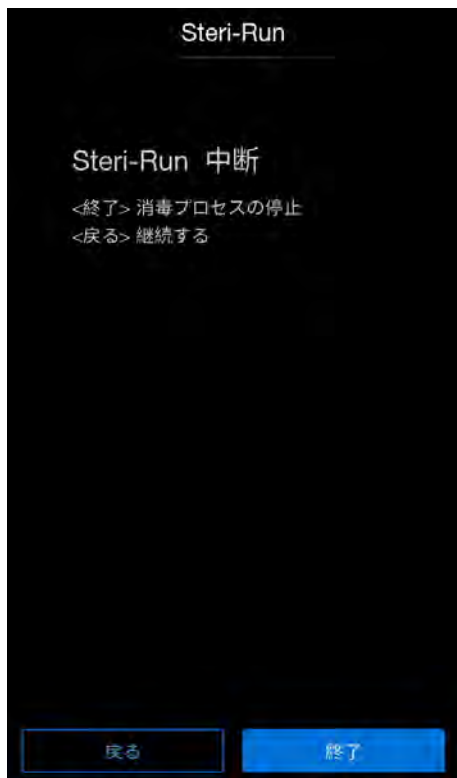 Steri-Run
Steri-Run 中断
<終了> 消毒プロセスの停止
<戻る> 継続する
戻る
終了